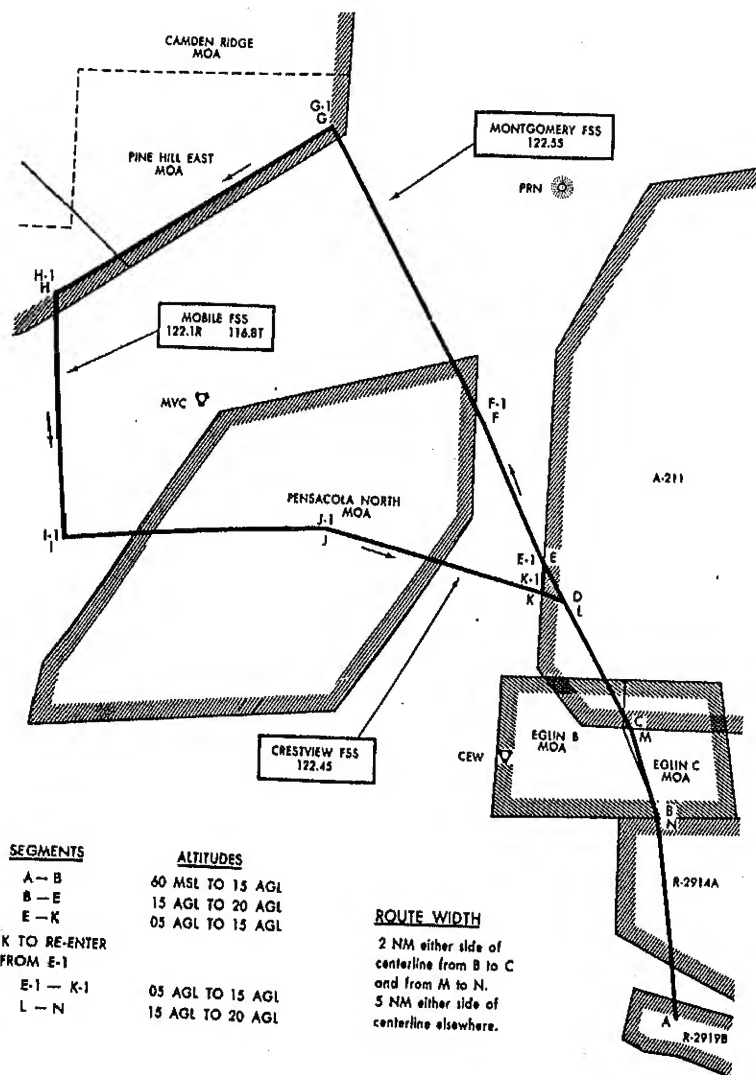 CAMDEN RIDGE
MOA
G-1
G
MONTGOMERY FSS
122.55
PINE HILL EAST
MOA
PRN
H-1
H
MOBILE FSS
122.1R 116.8T
MVC
F-1
F
A-211
PENSACOLA NORTH
MOA
I-1
I
J-1
J
E-1 E
K-1
K
D
L
C
M
EGLIN B
MOA
CRESTVIEW FSS
122.45
CEW
EGLIN C
MOA
B
N
R-2914A
A
R-2919B
SEGMENTS ALTITUDES
A — B 60 MSL TO 15 AGL
B — E 15 AGL TO 20 AGL
E — K 05 AGL TO 15 AGL
K TO RE-ENTER
FROM E-1
E-1 — K-1 05 AGL TO 15 AGL
L — N 15 AGL TO 20 AGL
ROUTE WIDTH
2 NM either side of
centerline from B to C
and from M to N.
5 NM either side of
centerline elsewhere.